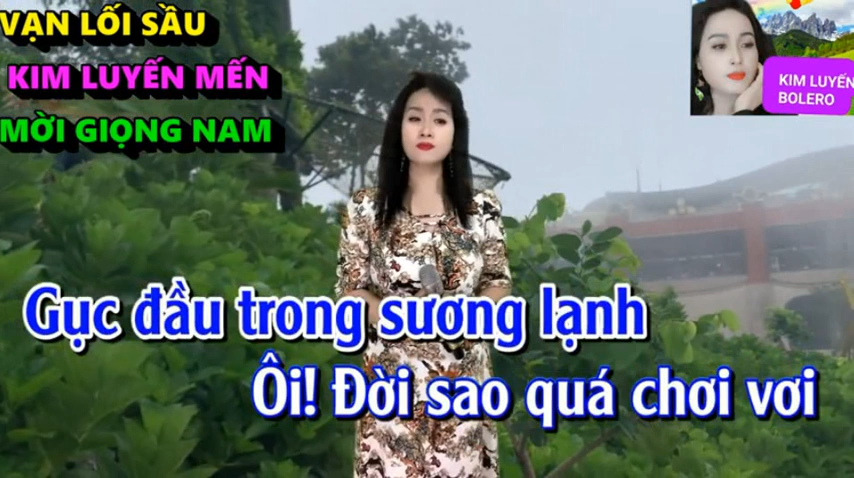 VẠN LỐI SẦU
KIM LUYẾN MẾN
MỜI GIỌNG NAM
KIM LUYẾN
BOLERO
Gục đầu trong sương lạnh
Ôi! Đời sao quá chơi vơi